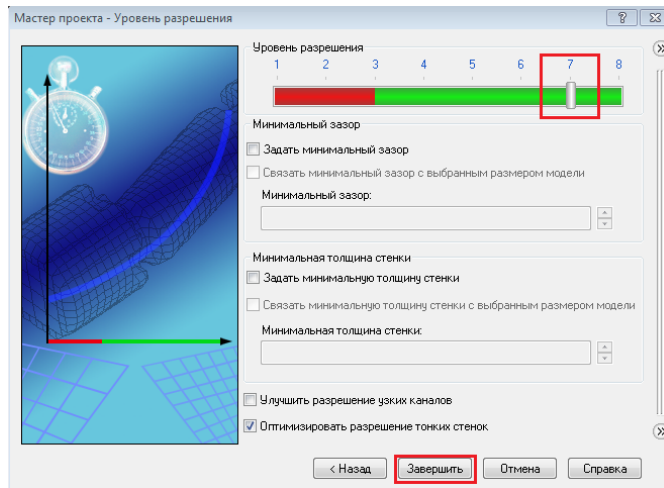 Мастер проекта - Уровень разрешения
Уровень разрешения
1 2 3 4 5 6 7 8
Минимальный зазор
Задать минимальный зазор
Связать минимальный зазор с выбранным размером модели
Минимальный зазор:
Минимальная толщина стенки
Задать минимальную толщину стенки
Связать минимальную толщину стенки с выбранным размером модели
Минимальная толщина стенки:
Улучшить разрешение узких каналов
Оптимизировать разрешение тонких стенок
< Назад Завершить Отмена Справка